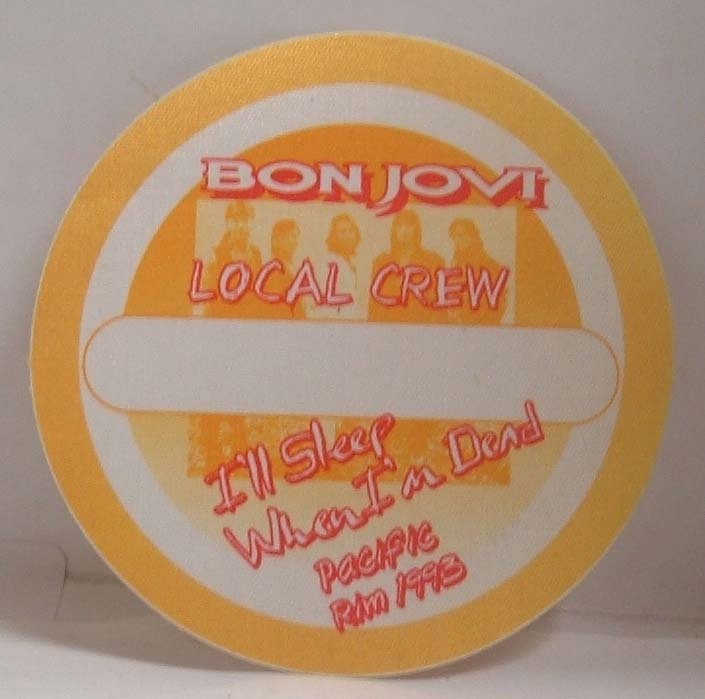 BON JOVI
LOCAL CREW
I'll Sleep
When I'm Dead
Pacific
Rim 1993